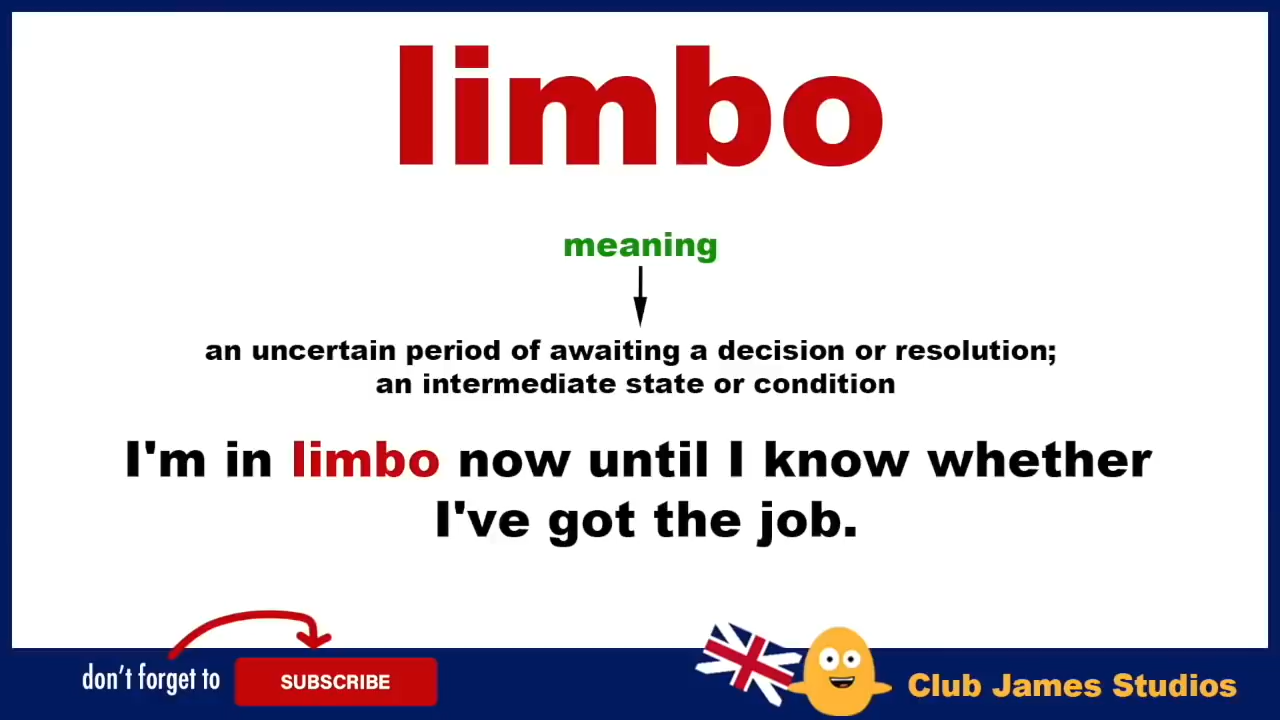 limbo
meaning
an uncertain period of awaiting a decision or resolution;
an intermediate state or condition
I'm in limbo now until I know whether
I've got the job.
don't forget to
SUBSCRIBE
Club James Studios